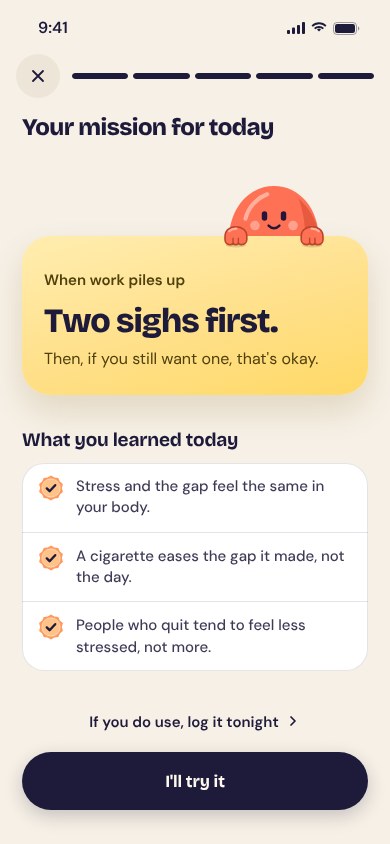 9:41
Your mission for today
When work piles up
Two sighs first.
Then, if you still want one, that's okay.
What you learned today
Stress and the gap feel the same in
your body.
A cigarette eases the gap it made, not
the day.
People who quit tend to feel less
stressed, not more.
If you do use, log it tonight
I'll try it